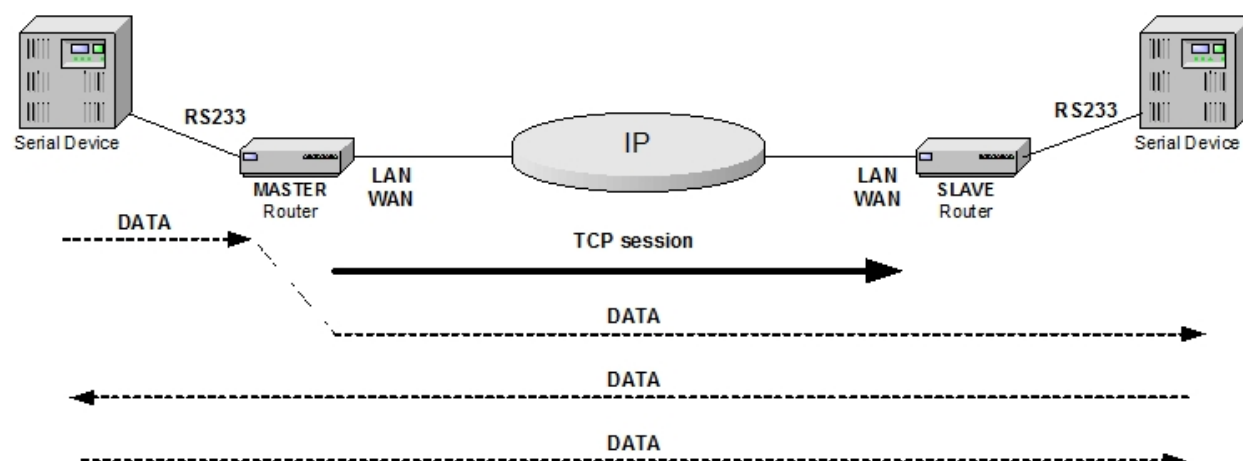 RS233
Serial Device
MASTER
Router
LAN
WAN
IP
LAN
WAN
SLAVE
Router
RS233
Serial Device
DATA
TCP session
DATA
DATA
DATA